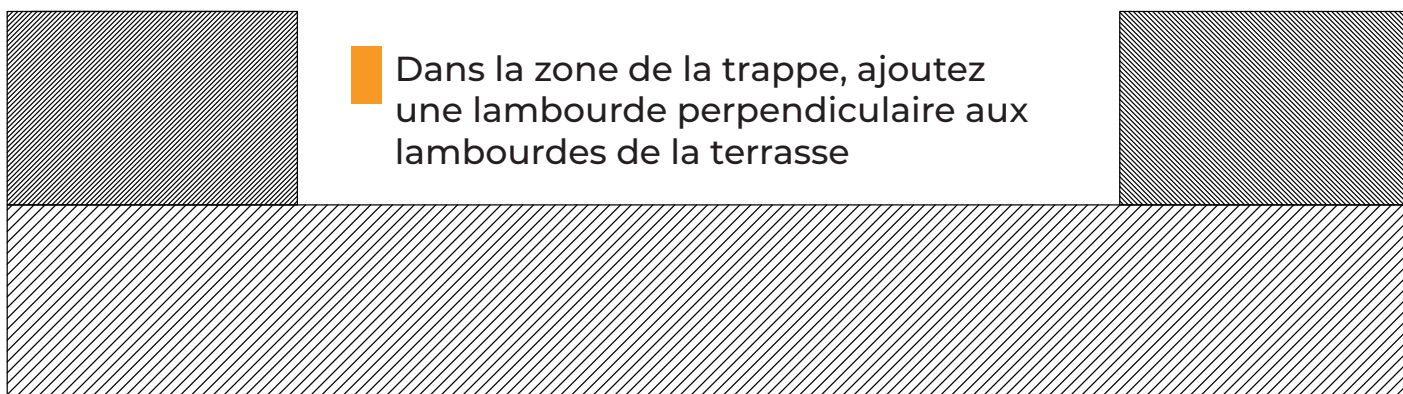 Dans la zone de la trappe, ajoutez
une lambourde perpendiculaire aux
lambourdes de la terrasse